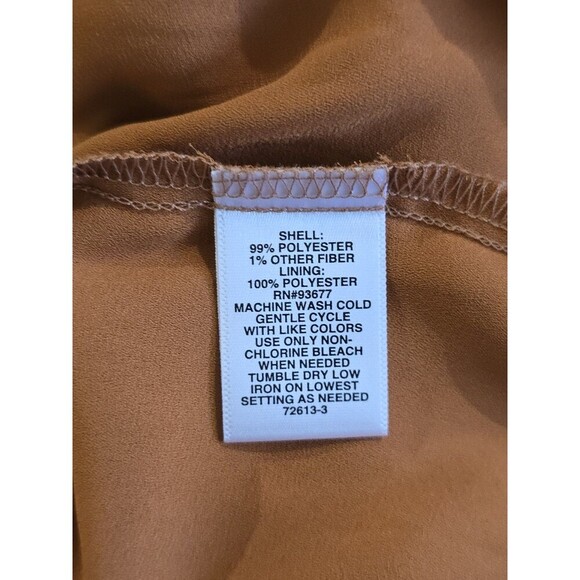 SHELL:
99% POLYESTER
1% OTHER FIBER
LINING:
100% POLYESTER
RN#93677
MACHINE WASH COLD
GENTLE CYCLE
WITH LIKE COLORS
USE ONLY NON-
CHLORINE BLEACH
WHEN NEEDED
TUMBLE DRY LOW
IRON ON LOWEST
SETTING AS NEEDED
72613-3